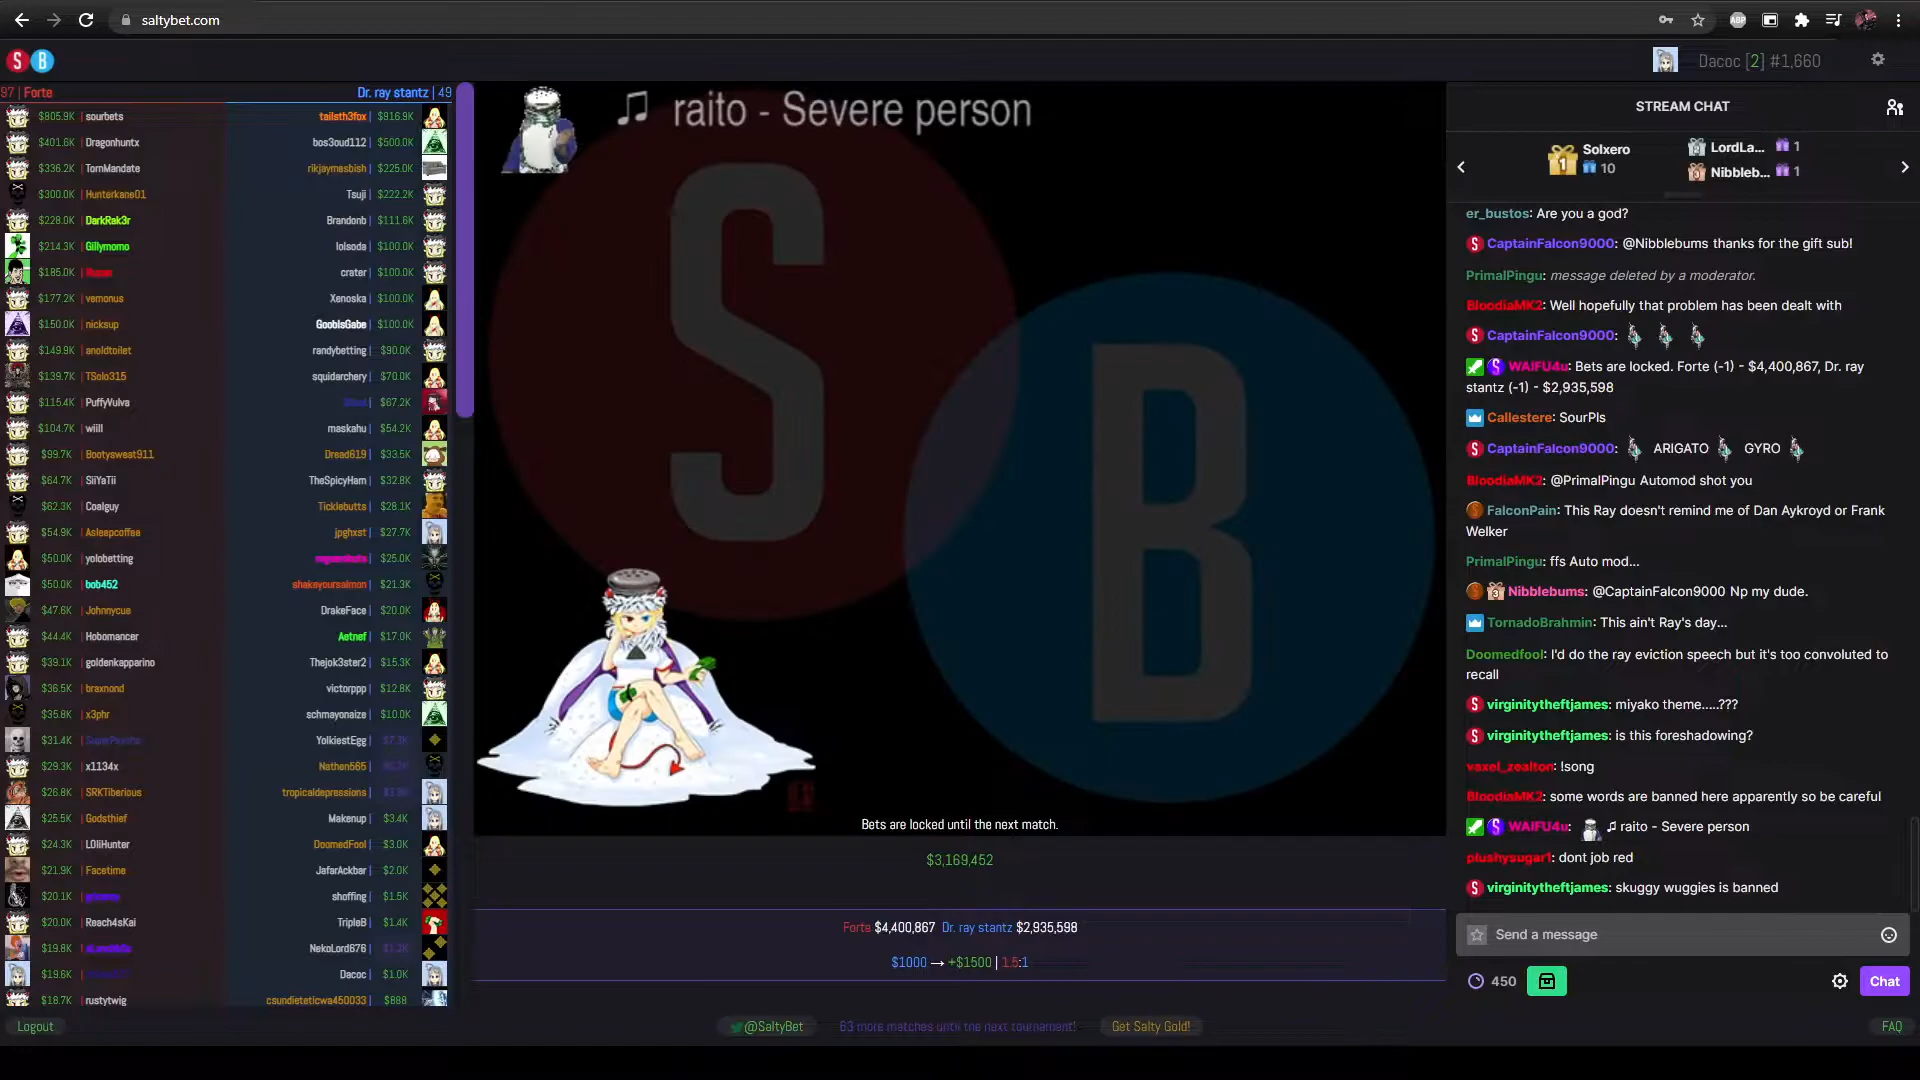 saltybet.com
S B
Dacoc [2] #1,660
97 | Forte
Dr. ray stantz | 49
$805.9K | sourbets
tailsth3fox | $916.9K
$401.6K | Dragonhuntx
bos3oud112 | $500.0K
$336.2K | TornMandate
rikjaymesbish | $225.0K
$300.0K | Hunterkane01
Tsuji | $222.2K
$228.0K | DarkRak3r
Brandonb | $111.6K
$214.3K | Gillymomo
lolsoda | $100.0K
$185.0K |
crater | $100.0K
$177.2K | vemonus
Xenoska | $100.0K
$150.0K | nicksup
GooblsGabe | $100.0K
$149.9K | anoldtoilet
randybetting | $90.0K
$139.7K | TSolo315
squidarchery | $70.0K
$115.4K | PuffyVulva
| $67.2K
$104.7K | wiill
maskahu | $54.2K
$99.7K | Bootysweat911
Dread619 | $33.5K
$64.7K | SiiYaTii
TheSpicyHam | $32.8K
$62.3K | Coalguy
Ticklebutts | $28.1K
$54.9K | Asleepcoffee
jpghxst | $27.7K
$50.0K | yolobetting
| $25.0K
$50.0K | bob452
shakeyoursalmon | $21.3K
$47.6K | Johnnycus
DrakeFace | $20.0K
$44.4K | Hobomancer
Aetnef | $17.0K
$39.1K | goldenkapparino
Thejok3ster2 | $15.3K
$36.5K | braxnond
victorppp | $12.8K
$35.8K | x3phr
schmayonaize | $10.0K
$31.4K |
YolkiestEgg | $7.3K
$29.3K | x1134x
Nathen565 |
$26.8K | SRKTiberious
tropicaldepressions |
$25.5K | Godsthief
Makenup | $3.4K
$24.3K | L0liHunter
DoomedFool | $3.0K
$21.9K | Facetime
JafarAckbar | $2.0K
$20.1K |
shoffing | $1.5K
$20.0K | Reach4sKai
TripleB | $1.4K
$19.8K |
NekoLord676 | $1.2K
$19.6K |
Dacoc | $1.0K
$18.7K | rustytwig
csundieteticwa450033 | $888
Logout
♫ raito - Severe person
S
B
Bets are locked until the next match.
$3,169,452
Forte $4,400,867 Dr. ray stantz $2,935,598
$1000 → +$1500 | 1.5:1
@SaltyBet
63 more matches until the next tournament!
Get Salty Gold!
FAQ
STREAM CHAT
1 Solxero 10
LordLa... 1
Nibbleb... 1
er_bustos: Are you a god?
CaptainFalcon9000: @Nibblebums thanks for the gift sub!
PrimalPingu: message deleted by a moderator.
BloodiaMK2: Well hopefully that problem has been dealt with
CaptainFalcon9000:
WAIFU4u: Bets are locked. Forte (-1) - $4,400,867, Dr. ray
stantz (-1) - $2,935,598
Callestere: SourPls
CaptainFalcon9000: ARIGATO GYRO
BloodiaMK2: @PrimalPingu Automod shot you
FalconPain: This Ray doesn't remind me of Dan Aykroyd or Frank
Welker
PrimalPingu: ffs Auto mod...
Nibblebums: @CaptainFalcon9000 Np my dude.
TornadoBrahmin: This ain't Ray's day...
Doomedfool: I'd do the ray eviction speech but it's too convoluted to
recall
virginitytheftjames: miyako theme.....???
virginitytheftjames: is this foreshadowing?
vaxel_zealton: !song
BloodiaMK2: some words are banned here apparently so be careful
WAIFU4u: ♫ raito - Severe person
plushysugar1: dont job red
virginitytheftjames: skuggy wuggies is banned
Send a message
450
Chat